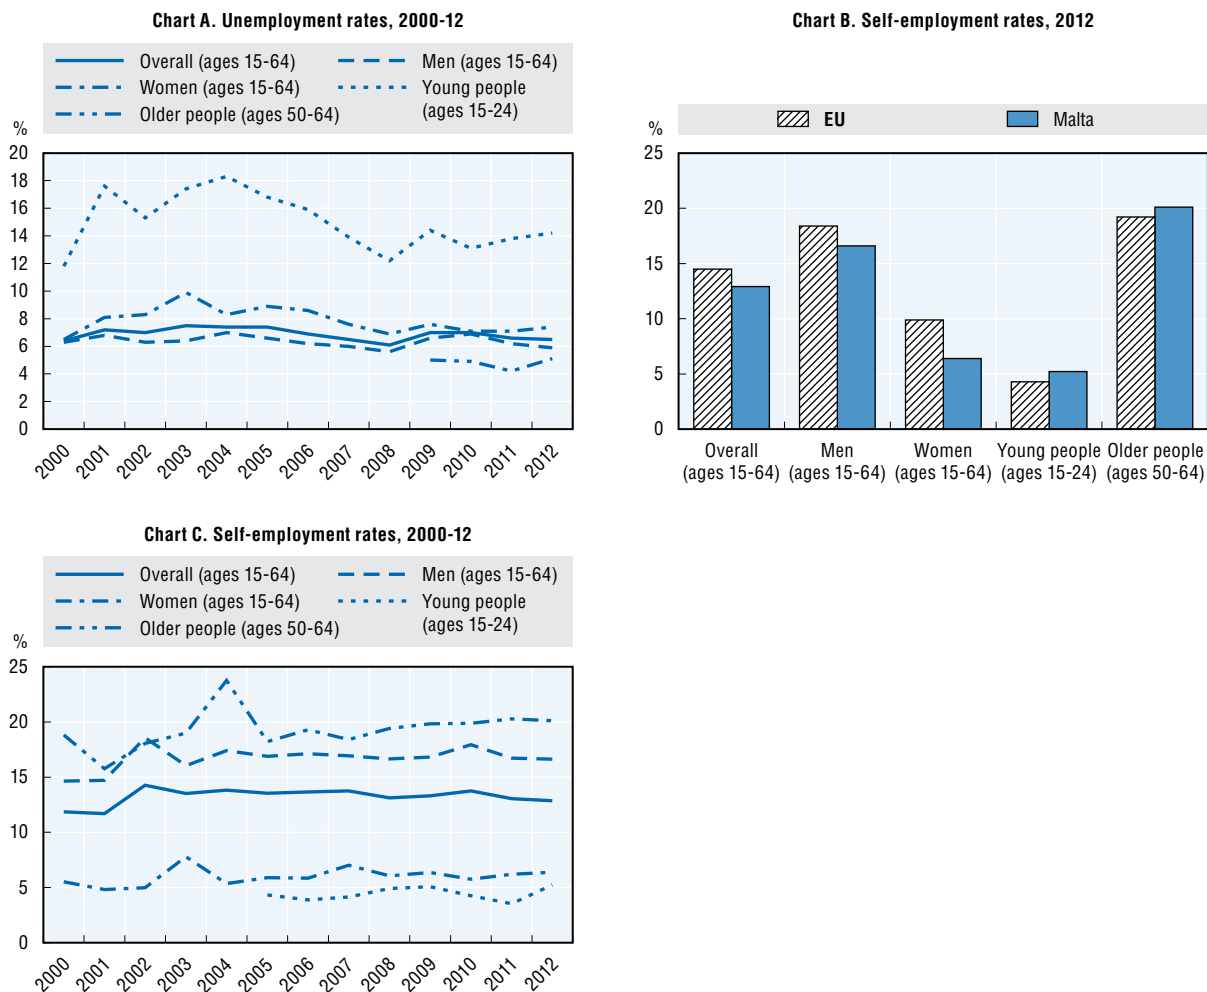 Chart A. Unemployment rates, 2000-12
Overall (ages 15-64)
Men (ages 15-64)
Women (ages 15-64)
Young people
(ages 15-24)
Older people (ages 50-64)
%
20
18
16
14
12
10
8
6
4
2
0
2000
2001
2002
2003
2004
2005
2006
2007
2008
2009
2010
2011
2012
Chart B. Self-employment rates, 2012
EU
Malta
%
25
20
15
10
5
0
Overall
(ages 15-64)
Men
(ages 15-64)
Women
(ages 15-64)
Young people
(ages 15-24)
Older people
(ages 50-64)
Chart C. Self-employment rates, 2000-12
Overall (ages 15-64)
Men (ages 15-64)
Women (ages 15-64)
Young people
(ages 15-24)
Older people (ages 50-64)
%
25
20
15
10
5
0
2000
2001
2002
2003
2004
2005
2006
2007
2008
2009
2010
2011
2012